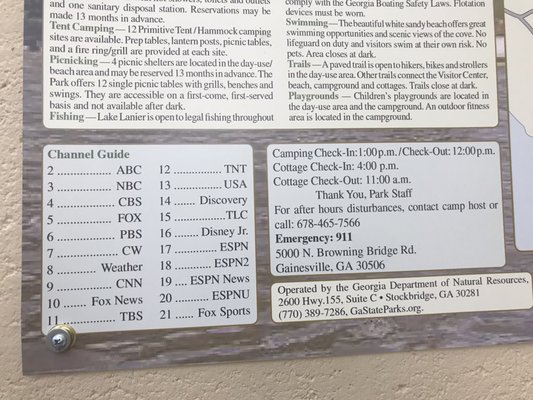 and one sanitary disposal station. Reservations may be
made 13 months in advance.
Tent Camping — 12 Primitive Tent / Hammock camping
sites are available. Prep tables, lantern posts, picnic tables,
and a fire ring/grill are provided at each site.
Picnicking — 4 picnic shelters are located in the day-use/
beach area and may be reserved 13 months in advance. The
Park offers 12 single picnic tables with grills, benches and
swings. They are accessible on a first-come, first-served
basis and not available after dark.
Fishing — Lake Lanier is open to legal fishing throughout
comply with the Georgia Boating Safety Laws. Flotation
devices must be worn.
Swimming — The beautiful white sandy beach offers great
swimming opportunities and scenic views of the cove. No
lifeguard on duty and visitors swim at their own risk. No
pets. Area closes at dark.
Trails — A paved trail is open to hikers, bikes and strollers
in the day-use area. Other trails connect the Visitor Center,
beach, campground and cottages. Trails close at dark.
Playgrounds — Children's playgrounds are located in
the day-use area and the campground. An outdoor fitness
area is located in the campground.
Channel Guide
2 ................ ABC
3 ................ NBC
4 ................ CBS
5 ................ FOX
6 ................ PBS
7 ................ CW
8 ........... Weather
9 ............... CNN
10 ....... Fox News
11 ................ TBS
12 ............... TNT
13 ............... USA
14 ....... Discovery
15 ............... TLC
16 ....... Disney Jr.
17 ............. ESPN
18 ........... ESPN2
19 .... ESPN News
20 .......... ESPNU
21 ..... Fox Sports
Camping Check-In: 1:00 p.m. / Check-Out: 12:00 p.m.
Cottage Check-In: 4:00 p.m.
Cottage Check-Out: 11:00 a.m.
Thank You, Park Staff
For after hours disturbances, contact camp host or
call: 678-465-7566
Emergency: 911
5000 N. Browning Bridge Rd.
Gainesville, GA 30506
Operated by the Georgia Department of Natural Resources,
2600 Hwy. 155, Suite C • Stockbridge, GA 30281
(770) 389-7286, GaStateParks.org.